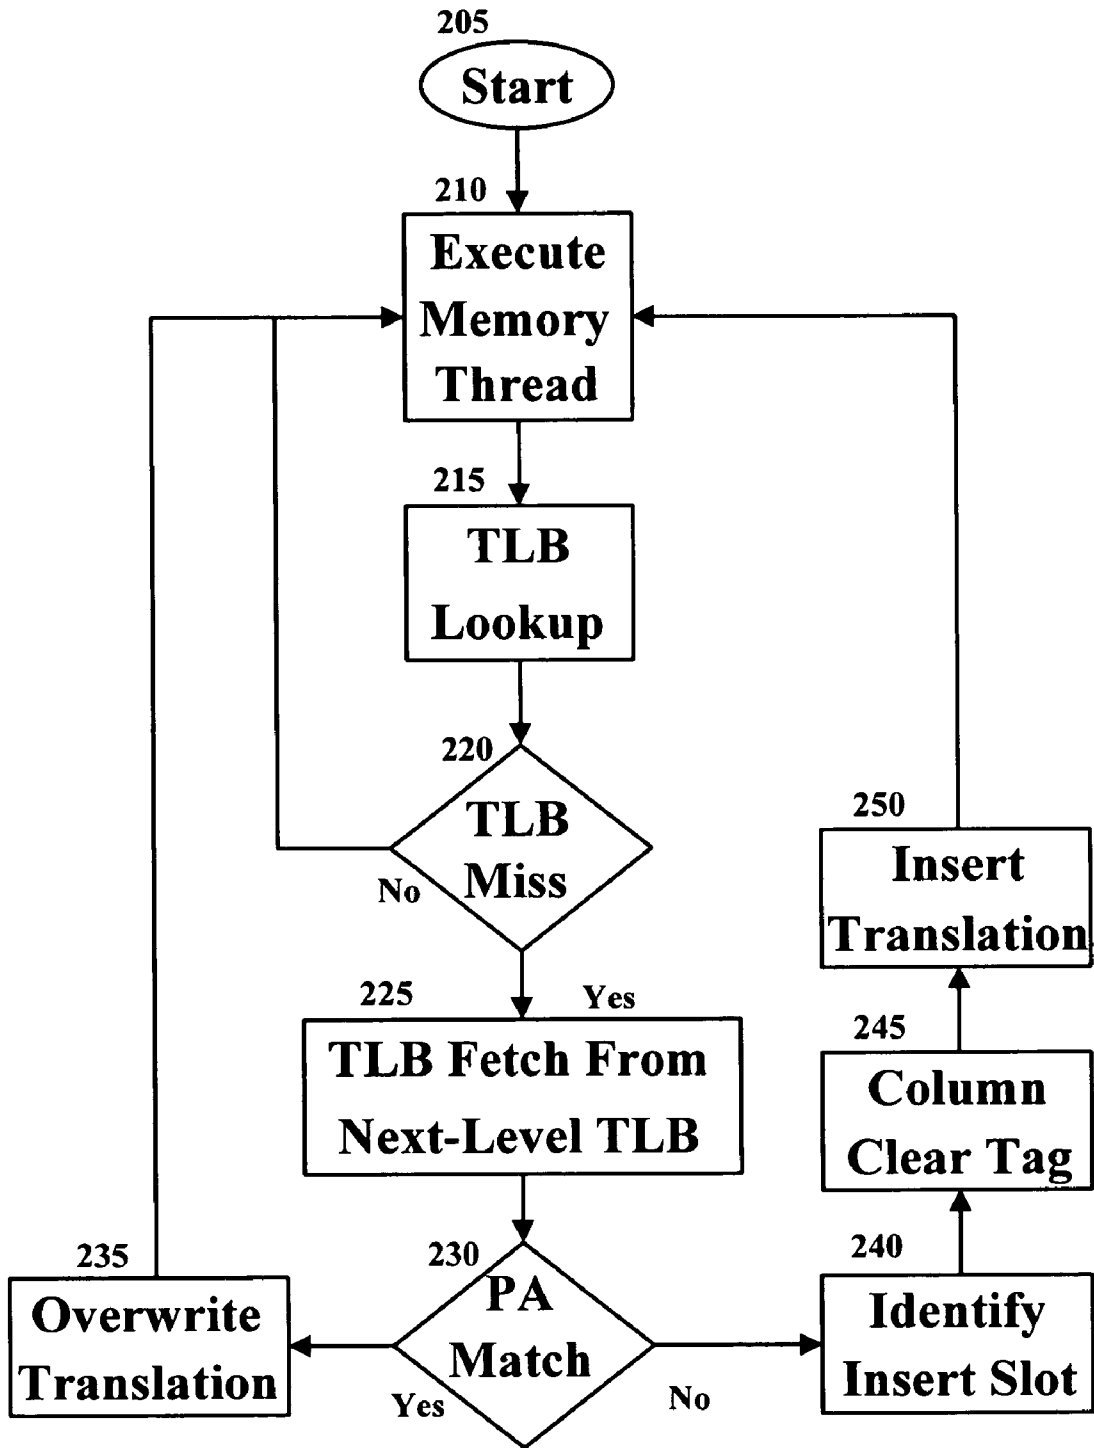 205
Start
210
Execute
Memory
Thread
215
TLB
Lookup
220
TLB
Miss
No
Yes
225
TLB Fetch From
Next-Level TLB
230
PA
Match
Yes
No
235
Overwrite
Translation
240
Identify
Insert Slot
245
Column
Clear Tag
250
Insert
Translation